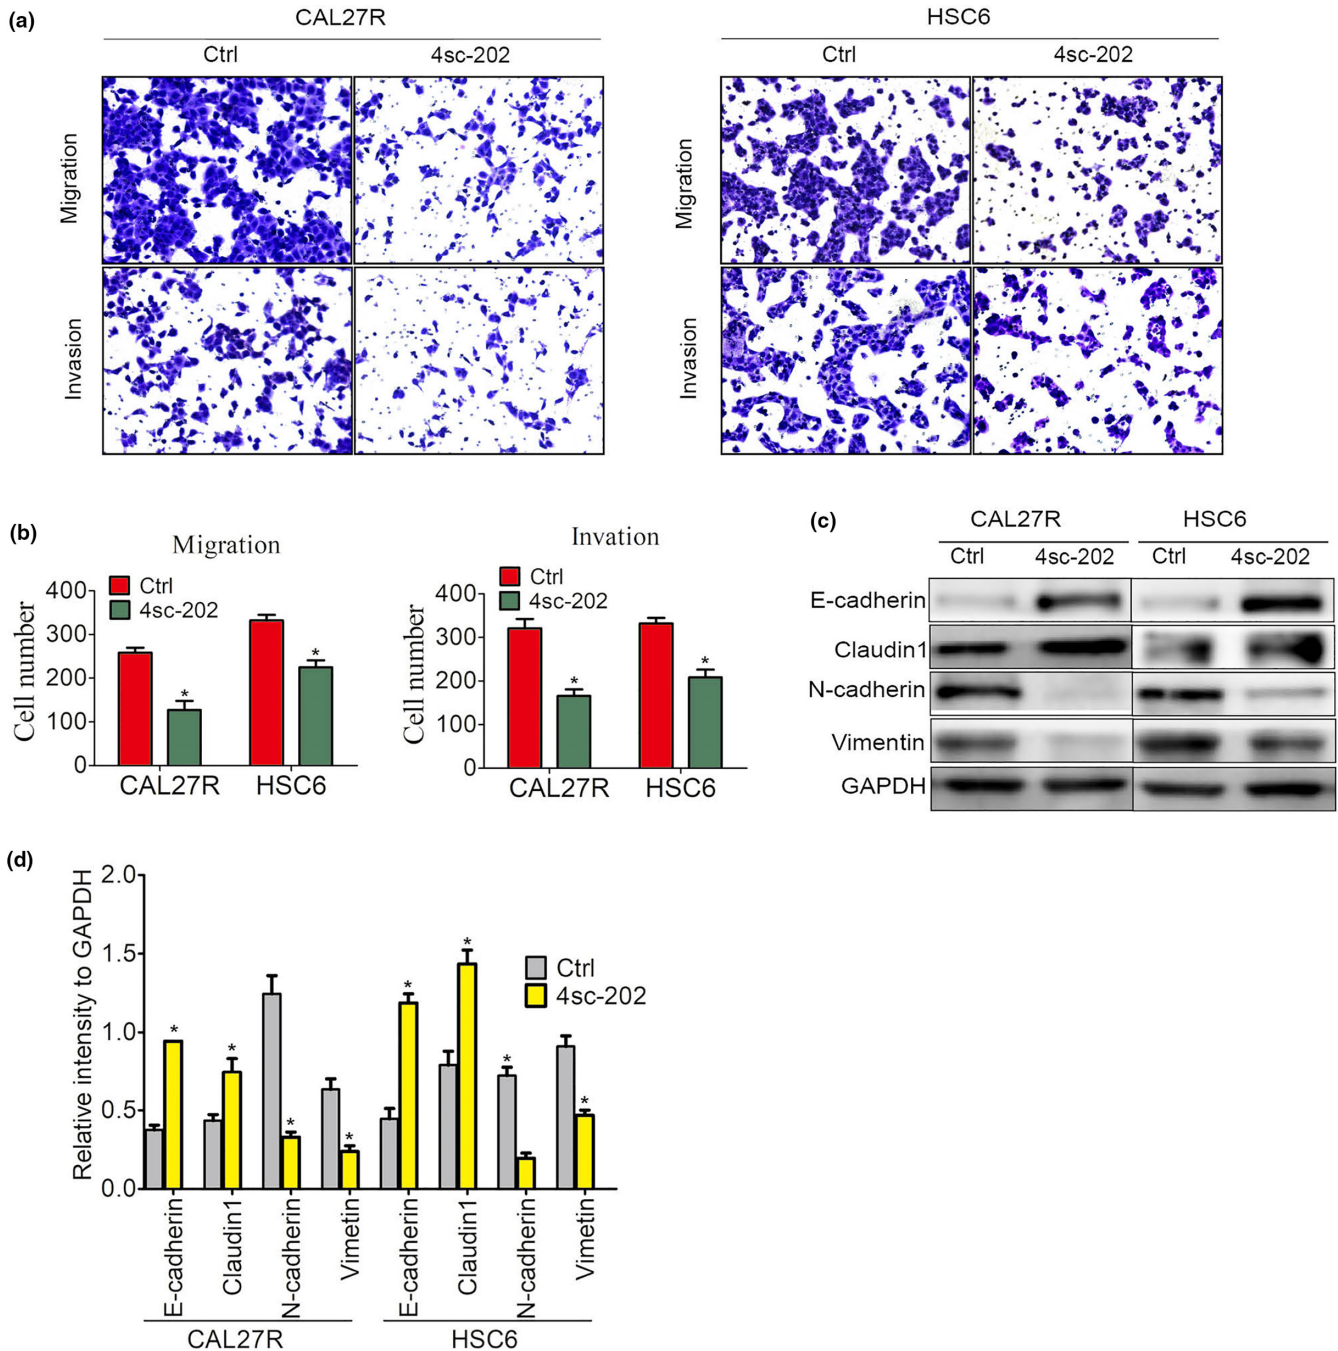 (a)
CAL27R
HSC6
Ctrl
4sc-202
Ctrl
4sc-202
Migration
Migration
Invasion
Invasion
(b)
Migration
Ctrl
4sc-202
Cell number
400
300
200
100
0
*
*
CAL27R
HSC6
Invation
Ctrl
4sc-202
Cell number
400
300
200
100
0
*
*
CAL27R
HSC6
(c)
CAL27R
HSC6
Ctrl
4sc-202
Ctrl
4sc-202
E-cadherin
Claudin1
N-cadherin
Vimentin
GAPDH
(d)
Relative intensity to GAPDH
2.0
1.5
1.0
0.5
0.0
Ctrl
4sc-202
*
*
*
*
*
*
*
*
E-cadherin
Claudin1
N-cadherin
Vimetin
E-cadherin
Claudin1
N-cadherin
Vimetin
CAL27R
HSC6